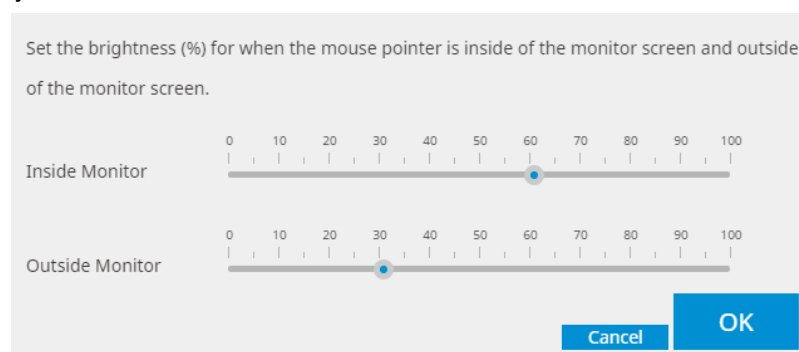 Set the brightness (%) for when the mouse pointer is inside of the monitor screen and outside
of the monitor screen.
0 10 20 30 40 50 60 70 80 90 100
Inside Monitor
0 10 20 30 40 50 60 70 80 90 100
Outside Monitor
Cancel OK